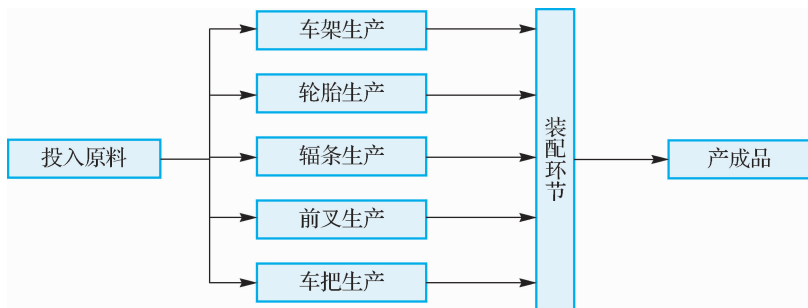 投入原料
车架生产
轮胎生产
辐条生产
前叉生产
车把生产
装配环节
产成品